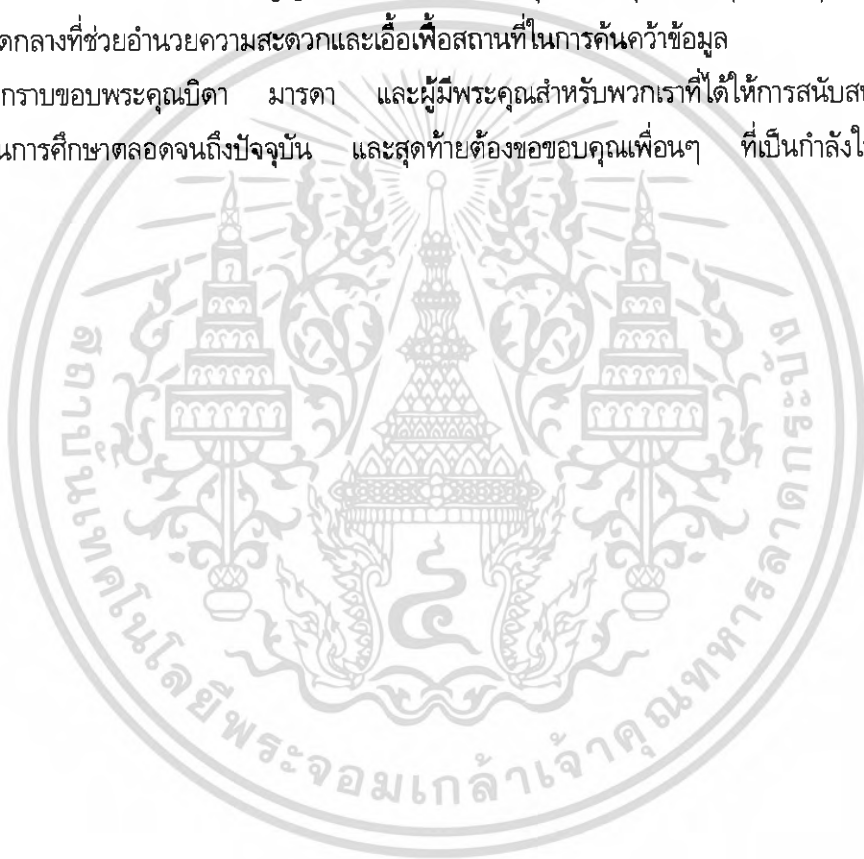 ดกลางที่ช่วยอำนวยความสะดวกและเอื้อเฟื้อสถานที่ในการค้นคว้าข้อมูล
กราบขอบพระคุณบิดา มารดา และผู้มีพระคุณสำหรับพวกเราที่ได้ให้การสนับส
นการศึกษาตลอดจนถึงปัจจุบัน และสุดท้ายต้องขอขอบคุณเพื่อนๆ ที่เป็นกำลังใ
๔
สถาบันเทคโนโลยีพระจอมเกล้าเจ้าคุณทหารลาดกระบัง